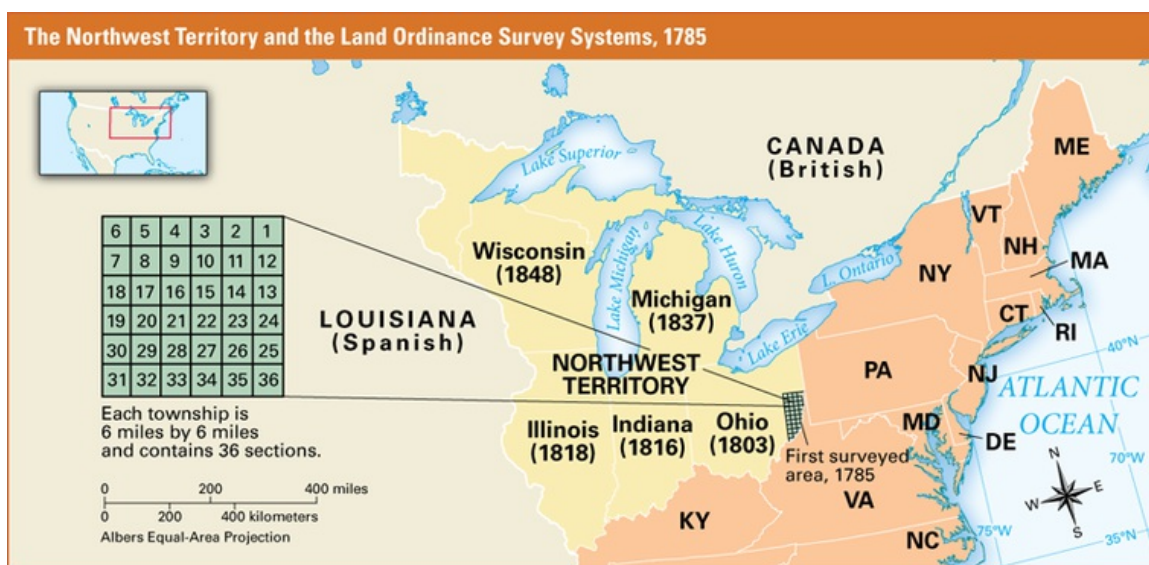 The Northwest Territory and the Land Ordinance Survey Systems, 1785
CANADA
(British)
ME
Lake Superior
VT
NH
MA
6 5 4 3 2 1
7 8 9 10 11 12
18 17 16 15 14 13
19 20 21 22 23 24
30 29 28 27 26 25
31 32 33 34 35 36
Wisconsin
(1848)
Lake Michigan
Lake Huron
L. Ontario
NY
Michigan
(1837)
CT
RI
LOUISIANA
(Spanish)
Lake Erie
40°N
NORTHWEST
TERRITORY
PA
NJ
ATLANTIC
OCEAN
Each township is
6 miles by 6 miles
and contains 36 sections.
Illinois
(1818)
Indiana
(1816)
Ohio
(1803)
MD
DE
First surveyed
area, 1785
70°W
N
W E
S
0 200 400 miles
0 200 400 kilometers
Albers Equal-Area Projection
KY
VA
NC
75°W
35°N